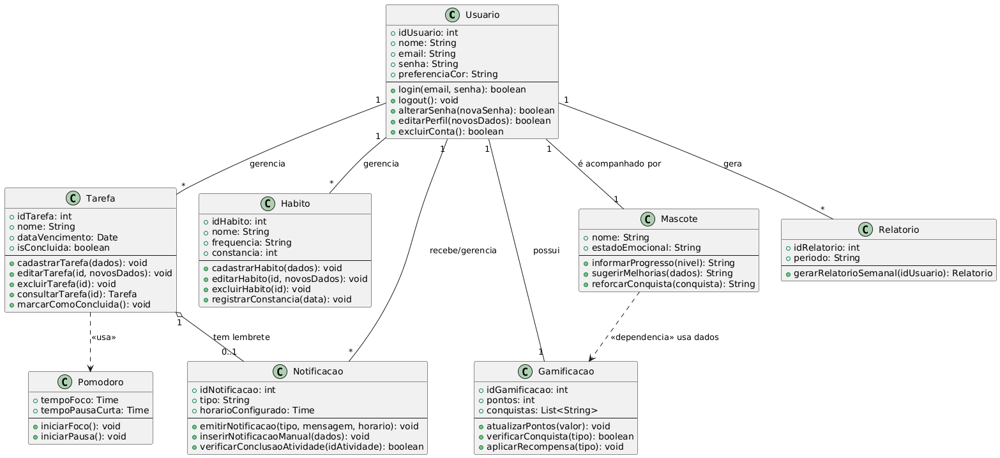 C Usuario
idUsuario: int
nome: String
email: String
senha: String
preferenciaCor: String
login(email, senha): boolean
logout(): void
alterarSenha(novaSenha): boolean
editarPerfil(novosDados): boolean
excluirConta(): boolean
1
1
1
1
1
1
gerencia
gerencia
é acompanhado por
gera
*
*
1
*
C Tarefa
idTarefa: int
nome: String
dataVencimento: Date
isConcluida: boolean
cadastrarTarefa(dados): void
editarTarefa(id, novosDados): void
excluirTarefa(id): void
consultarTarefa(id): Tarefa
marcarComoConcluida(): void
C Habito
idHabito: int
nome: String
frequencia: String
constancia: int
cadastrarHabito(dados): void
editarHabito(id, novosDados): void
excluirHabito(id): void
registrarConstancia(data): void
recebe/gerencia
possui
C Mascote
nome: String
estadoEmocional: String
informarProgresso(nivel): String
sugerirMelhorias(dados): String
reforcarConquista(conquista): String
C Relatorio
idRelatorio: int
periodo: String
gerarRelatorioSemanal(idUsuario): Relatorio
1
«usa»
tem lembrete
«dependencia» usa dados
0..1
*
1
C Pomodoro
tempoFoco: Time
tempoPausaCurta: Time
iniciarFoco(): void
iniciarPausa(): void
C Notificacao
idNotificacao: int
tipo: String
horarioConfigurado: Time
emitirNotificacao(tipo, mensagem, horario): void
inserirNotificacaoManual(dados): void
verificarConclusaoAtividade(idAtividade): boolean
C Gamificacao
idGamificacao: int
pontos: int
conquistas: List<String>
atualizarPontos(valor): void
verificarConquista(tipo): boolean
aplicarRecompensa(tipo): void